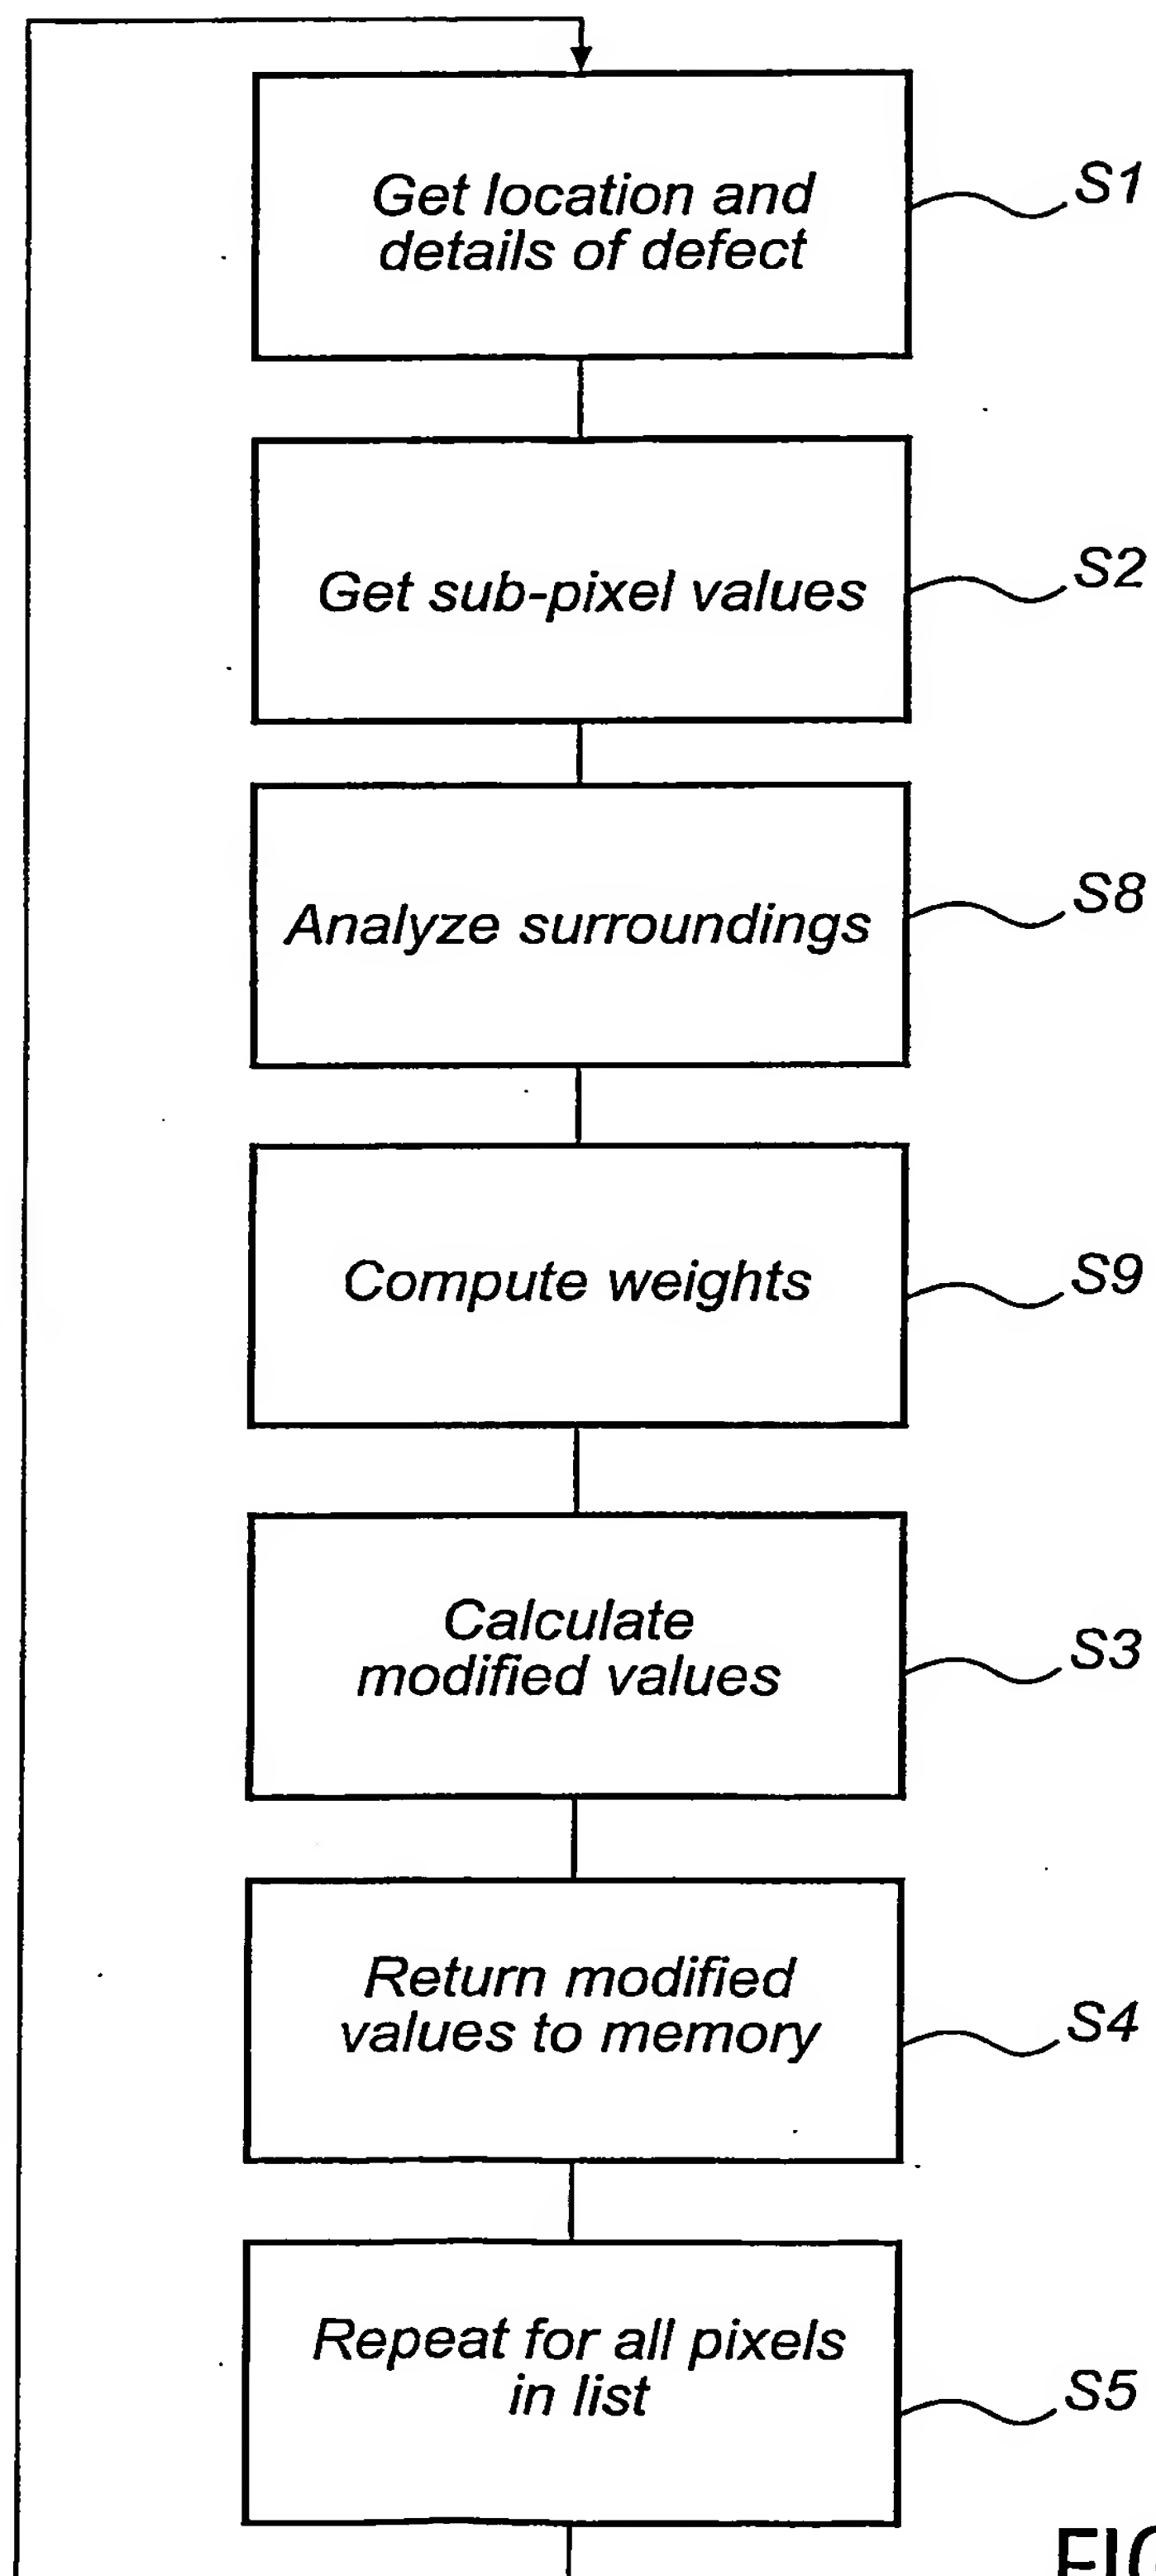 Get location and
details of defect
S1
Get sub-pixel values
S2
Analyze surroundings
S8
Compute weights
S9
Calculate
modified values
S3
Return modified
values to memory
S4
Repeat for all pixels
in list
S5